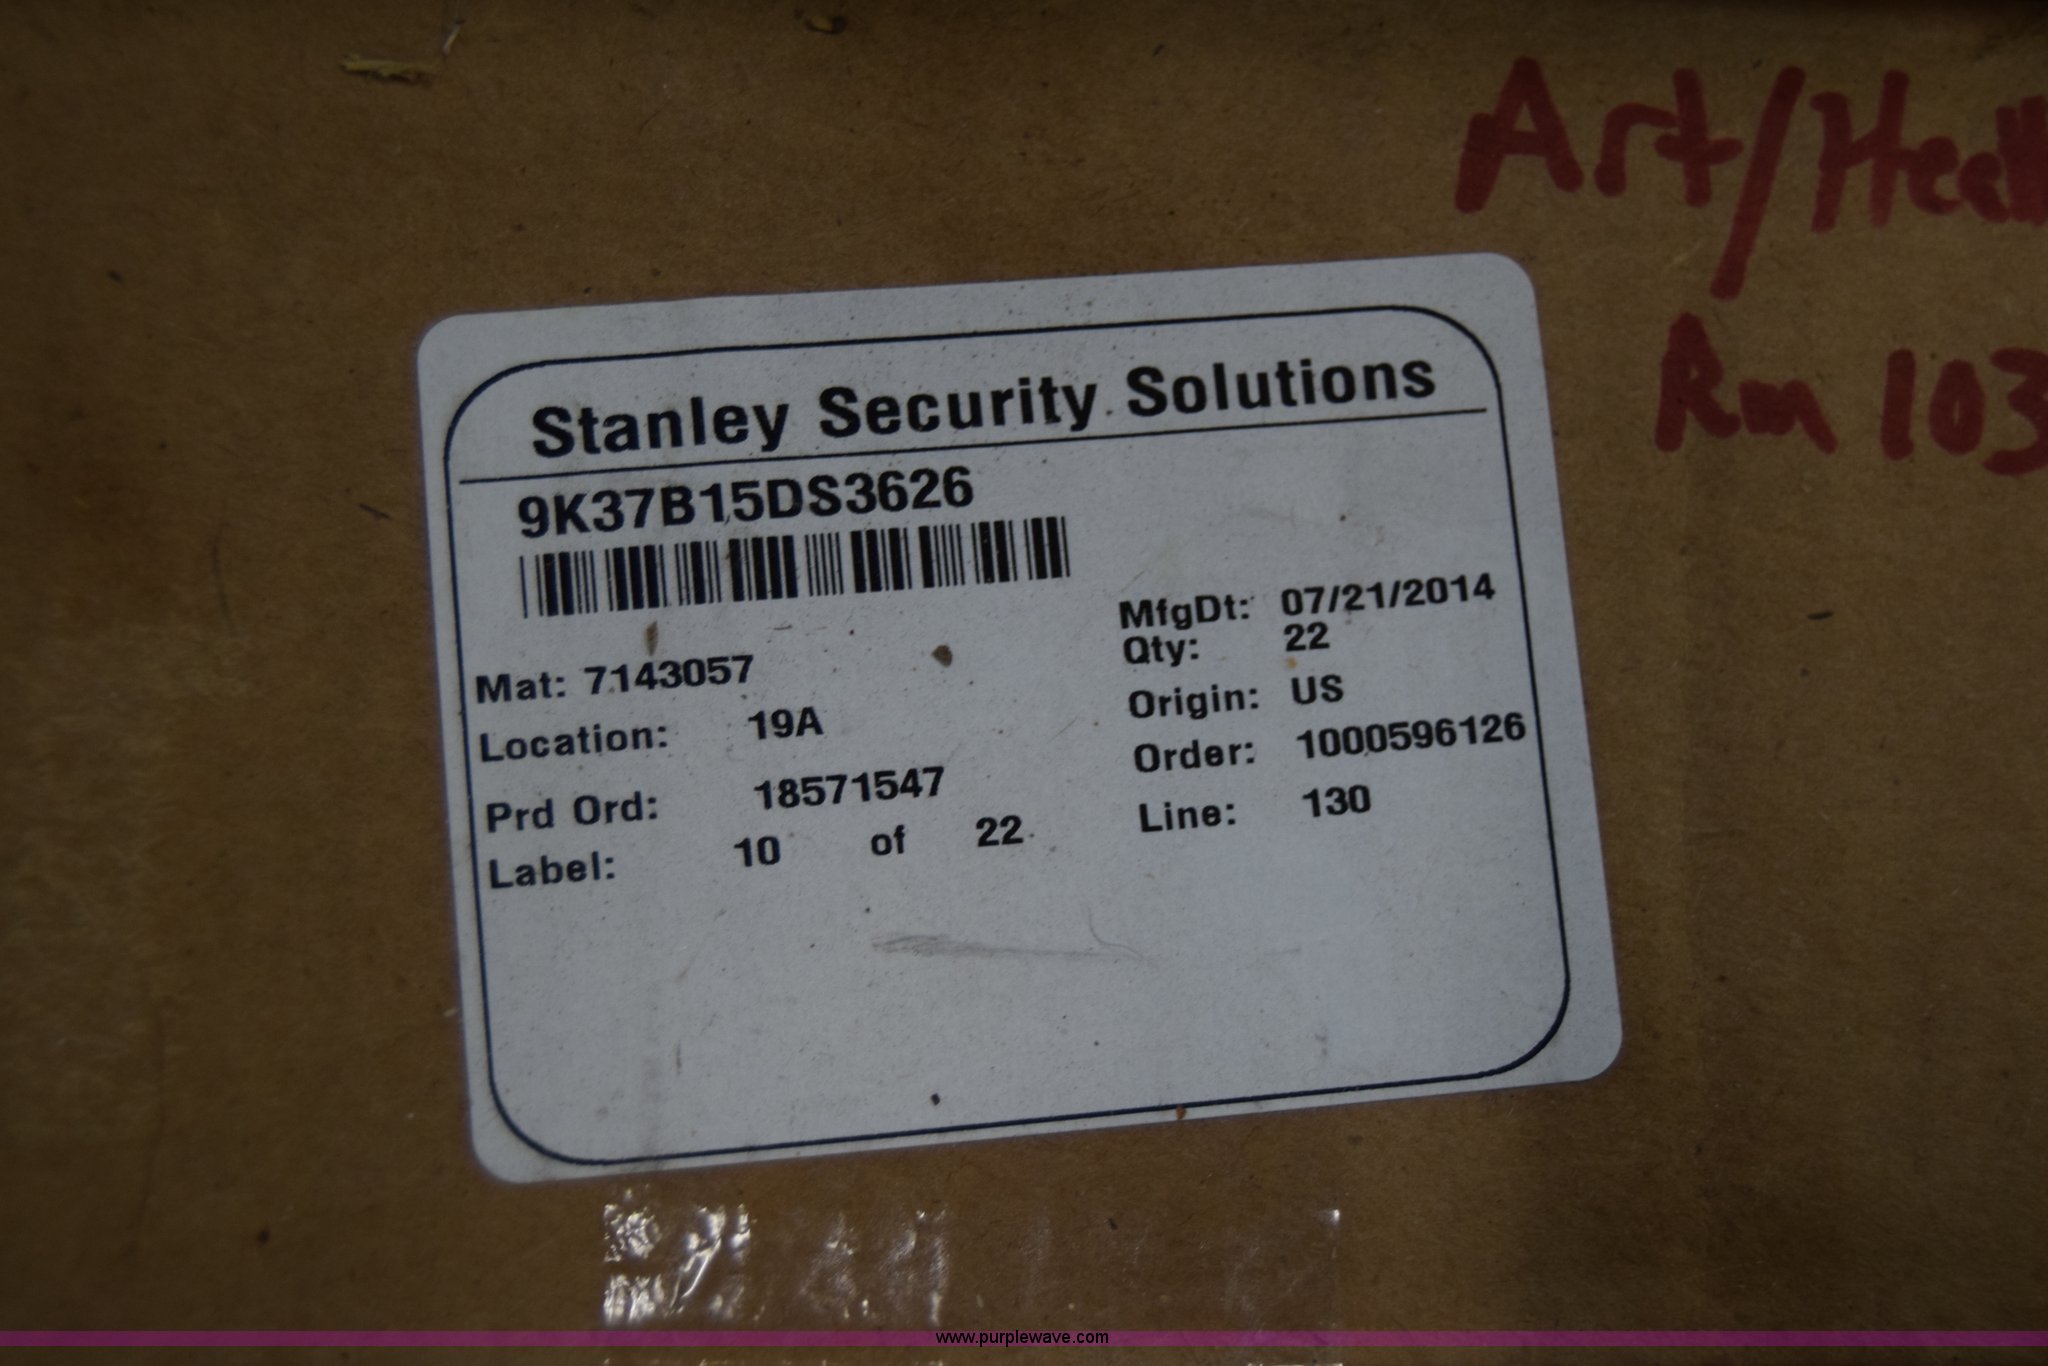 Art/
Rm 103
Stanley Security Solutions
9K37B15DS3626
MfgDt: 07/21/2014
Qty: 22
Mat: 7143057
Origin: US
Location: 19A
Order: 1000596126
Prd Ord: 18571547
Line: 130
Label: 10 of 22
www.purplewave.com